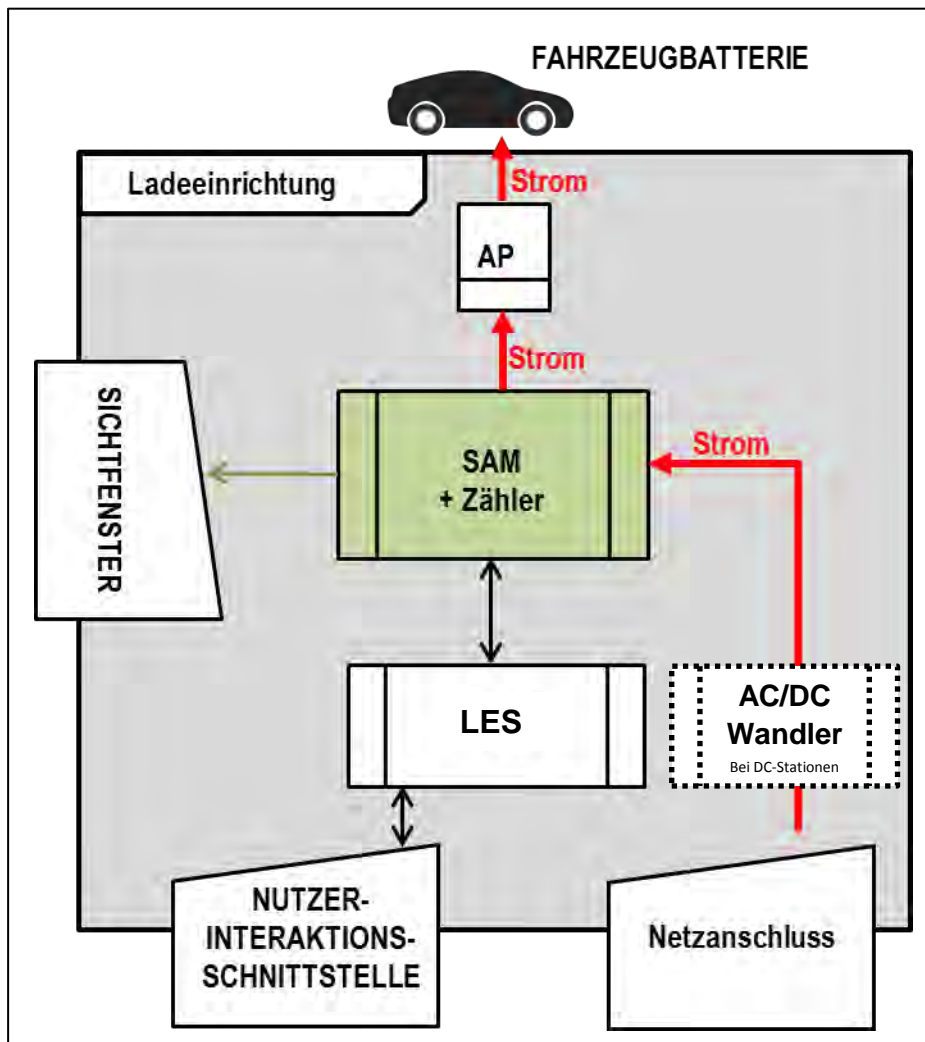 FAHRZEUGBATTERIE
Ladeeinrichtung
Strom
AP
Strom
SICHTFENSTER
SAM
+ Zähler
Strom
LES
AC/DC
Wandler
Bei DC-Stationen
NUTZER-
INTERAKTIONS-
SCHNITTSTELLE
Netzanschluss